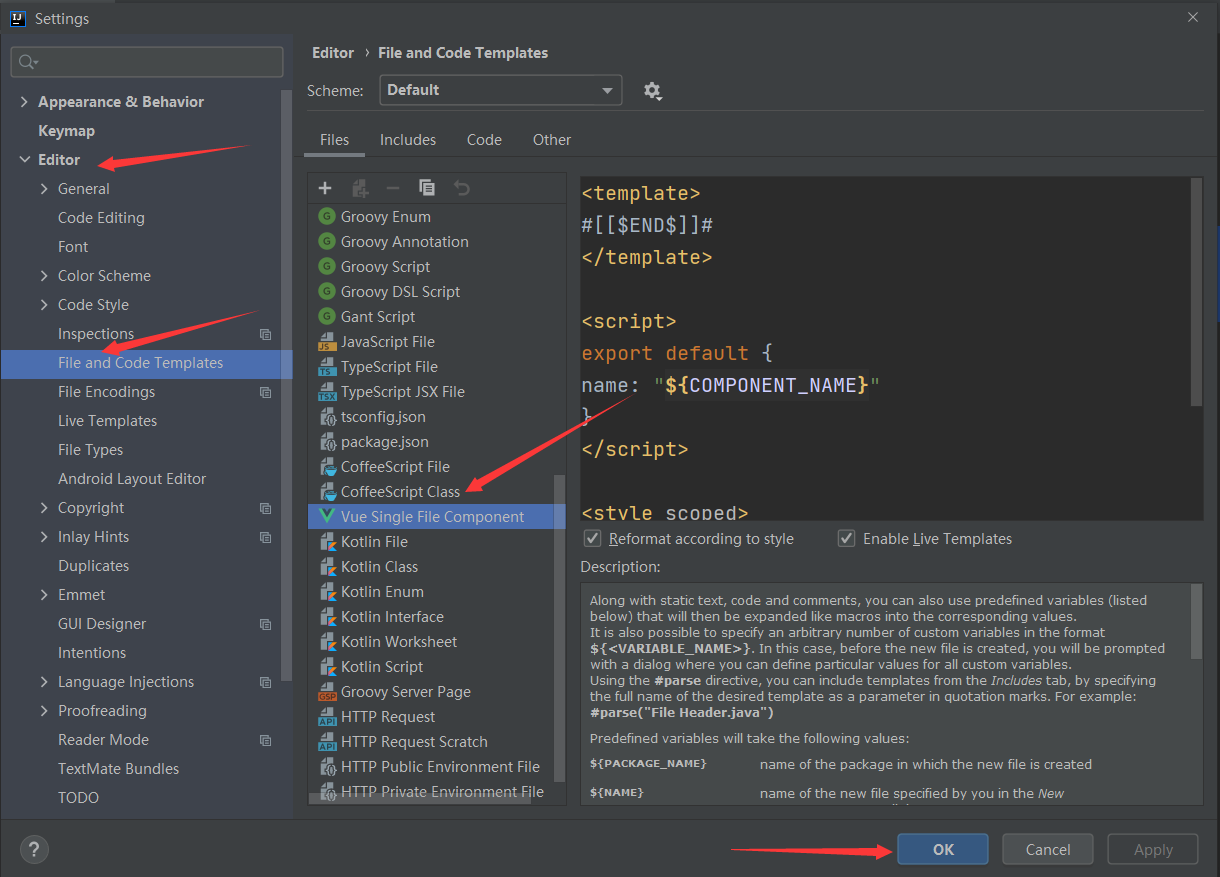 Settings
Appearance & Behavior
Keymap
Editor
General
Code Editing
Font
Color Scheme
Code Style
Inspections
File and Code Templates
File Encodings
Live Templates
File Types
Android Layout Editor
Copyright
Inlay Hints
Duplicates
Emmet
GUI Designer
Intentions
Language Injections
Proofreading
Reader Mode
TextMate Bundles
TODO
Editor › File and Code Templates
Scheme: Default
Files Includes Code Other
Groovy Enum
Groovy Annotation
Groovy Script
Groovy DSL Script
Gant Script
JavaScript File
TypeScript File
TypeScript JSX File
tsconfig.json
package.json
CoffeeScript File
CoffeeScript Class
Vue Single File Component
Kotlin File
Kotlin Class
Kotlin Enum
Kotlin Interface
Kotlin Worksheet
Kotlin Script
Groovy Server Page
HTTP Request
HTTP Request Scratch
HTTP Public Environment File
HTTP Private Environment File
<template>
#[[$END$]]#
</template>
<script>
export default {
name: "${COMPONENT_NAME}"
}
</script>
<style scoped>
Reformat according to style
Enable Live Templates
Description:
Along with static text, code and comments, you can also use predefined variables (listed
below) that will then be expanded like macros into the corresponding values.
It is also possible to specify an arbitrary number of custom variables in the format
${<VARIABLE_NAME>}. In this case, before the new file is created, you will be prompted
with a dialog where you can define particular values for all custom variables.
Using the #parse directive, you can include templates from the Includes tab, by specifying
the full name of the desired template as a parameter in quotation marks. For example:
#parse("File Header.java")
Predefined variables will take the following values:
${PACKAGE_NAME} name of the package in which the new file is created
${NAME} name of the new file specified by you in the New
? OK Cancel Apply